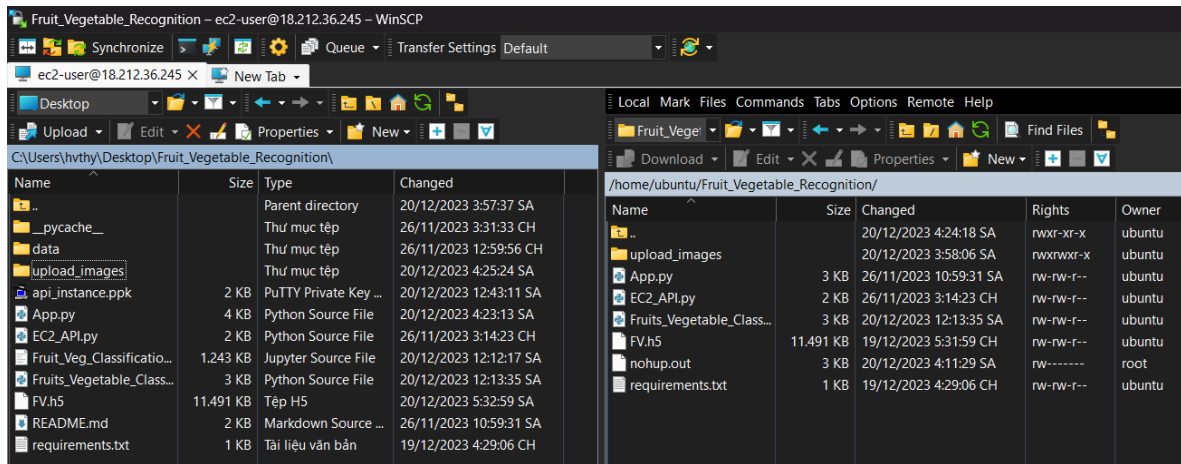 Fruit_Vegetable_Recognition – ec2-user@18.212.36.245 – WinSCP
Synchronize Queue Transfer Settings Default
ec2-user@18.212.36.245 × New Tab
Desktop
Upload Edit Properties New
C:\Users\hvthy\Desktop\Fruit_Vegetable_Recognition\
Name Size Type Changed
.. Parent directory 20/12/2023 3:57:37 SA
__pycache__ Thư mục tệp 26/11/2023 3:31:33 CH
data Thư mục tệp 26/11/2023 12:59:56 CH
upload_images Thư mục tệp 20/12/2023 4:25:24 SA
api_instance.ppk 2 KB PuTTY Private Key ... 20/12/2023 12:43:11 SA
App.py 4 KB Python Source File 20/12/2023 4:23:13 SA
EC2_API.py 2 KB Python Source File 26/11/2023 3:14:23 CH
Fruit_Veg_Classificatio... 1.243 KB Jupyter Source File 20/12/2023 12:12:17 SA
Fruits_Vegetable_Class... 3 KB Python Source File 20/12/2023 12:13:35 SA
FV.h5 11.491 KB Tệp H5 20/12/2023 5:32:59 SA
README.md 2 KB Markdown Source ... 26/11/2023 10:59:31 SA
requirements.txt 1 KB Tài liệu văn bản 19/12/2023 4:29:06 CH
Local Mark Files Commands Tabs Options Remote Help
Fruit_Veget Find Files
Download Edit Properties New
/home/ubuntu/Fruit_Vegetable_Recognition/
Name Size Changed Rights Owner
.. 20/12/2023 4:24:18 SA rwxr-xr-x ubuntu
upload_images 20/12/2023 3:58:06 SA rwxrwxr-x ubuntu
App.py 3 KB 26/11/2023 10:59:31 SA rw-rw-r-- ubuntu
EC2_API.py 2 KB 26/11/2023 3:14:23 CH rw-rw-r-- ubuntu
Fruits_Vegetable_Class... 3 KB 20/12/2023 12:13:35 SA rw-rw-r-- ubuntu
FV.h5 11.491 KB 19/12/2023 5:31:59 CH rw-rw-r-- ubuntu
nohup.out 3 KB 20/12/2023 4:11:29 SA rw------- root
requirements.txt 1 KB 19/12/2023 4:29:06 CH rw-rw-r-- ubuntu